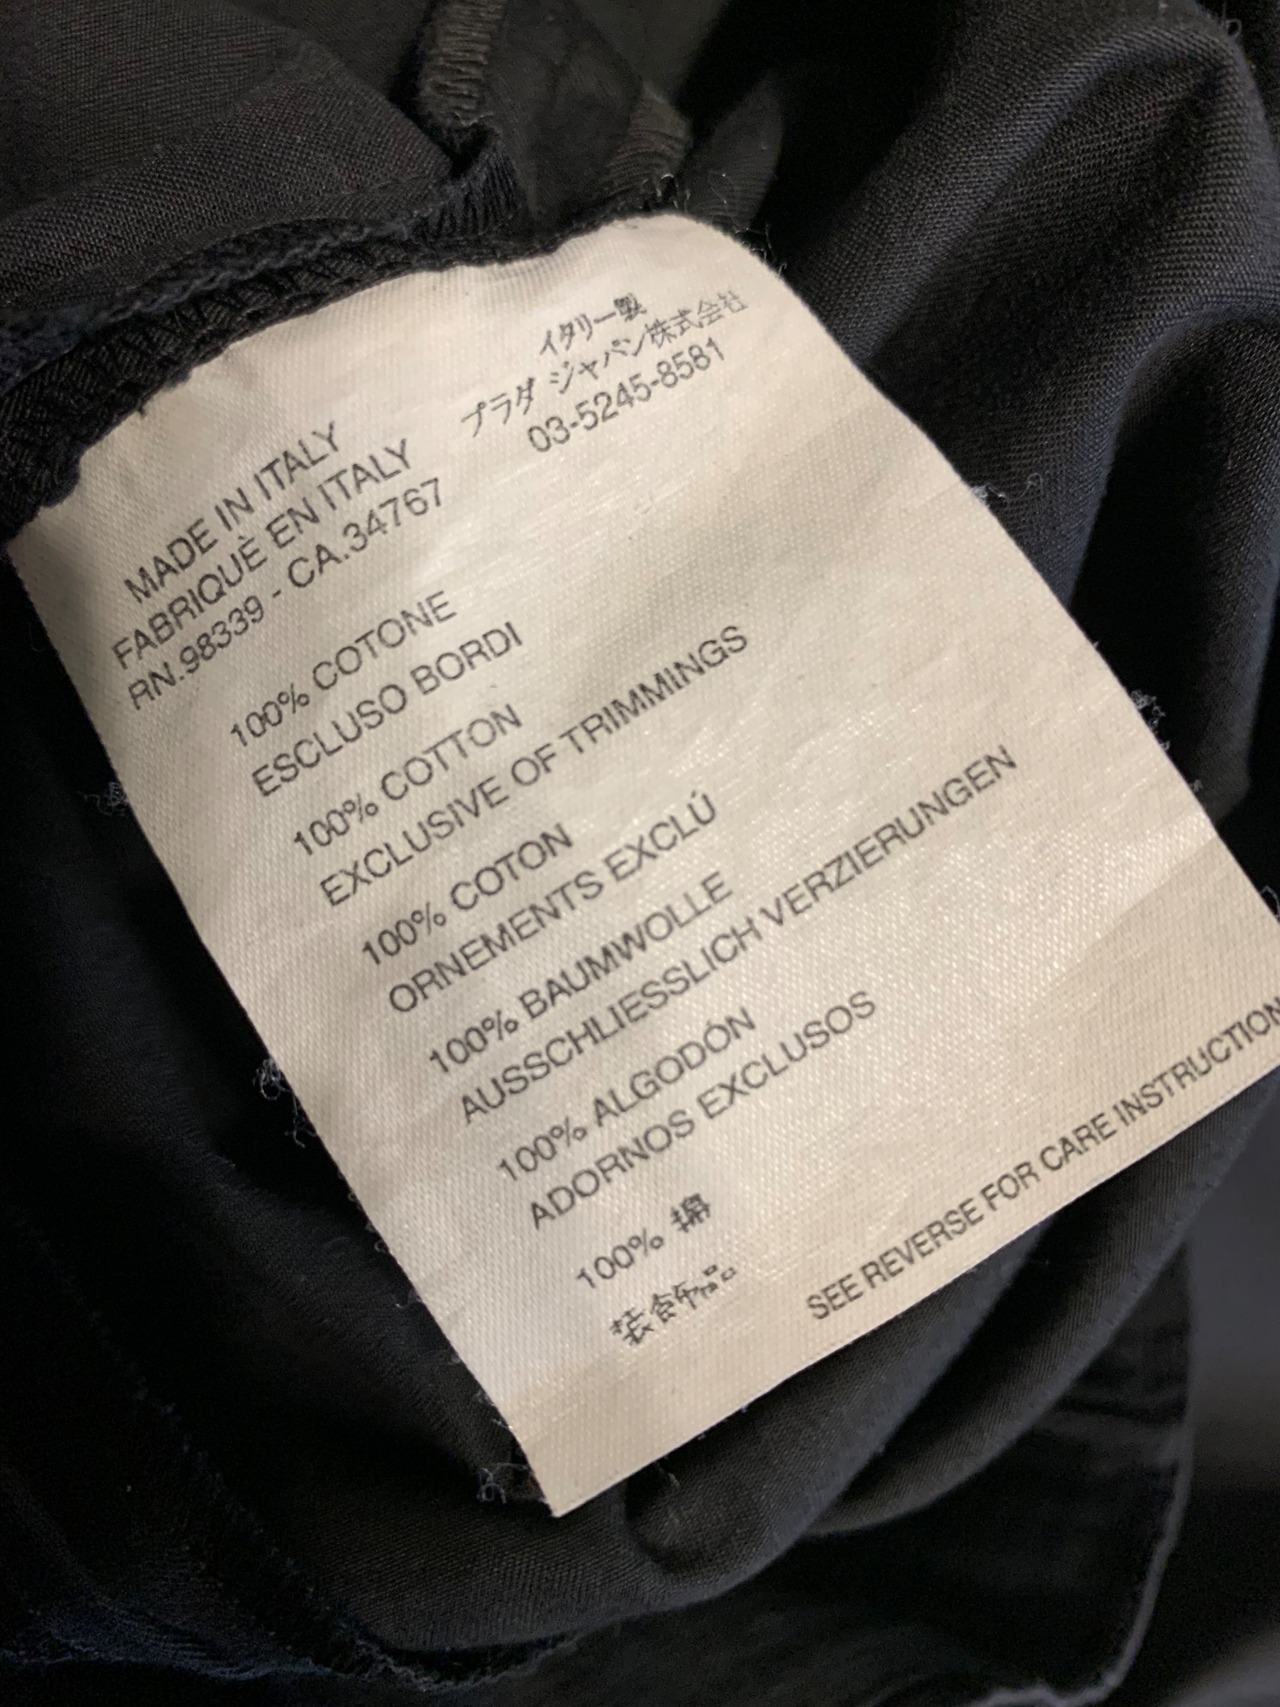 イタリー製
プラダ ジャパン株式会社
03-5245-8581
MADE IN ITALY
FABRIQUÈ EN ITALY
RN.98339 - CA.34767
100% COTONE
ESCLUSO BORDI
100% COTTON
EXCLUSIVE OF TRIMMINGS
100% COTON
ORNEMENTS EXCLÚ
100% BAUMWOLLE
AUSSCHLIESSLICH VERZIERUNGEN
100% ALGODÓN
ADORNOS EXCLUSOS
100% 綿
装飾品
SEE REVERSE FOR CARE INSTRUCTION